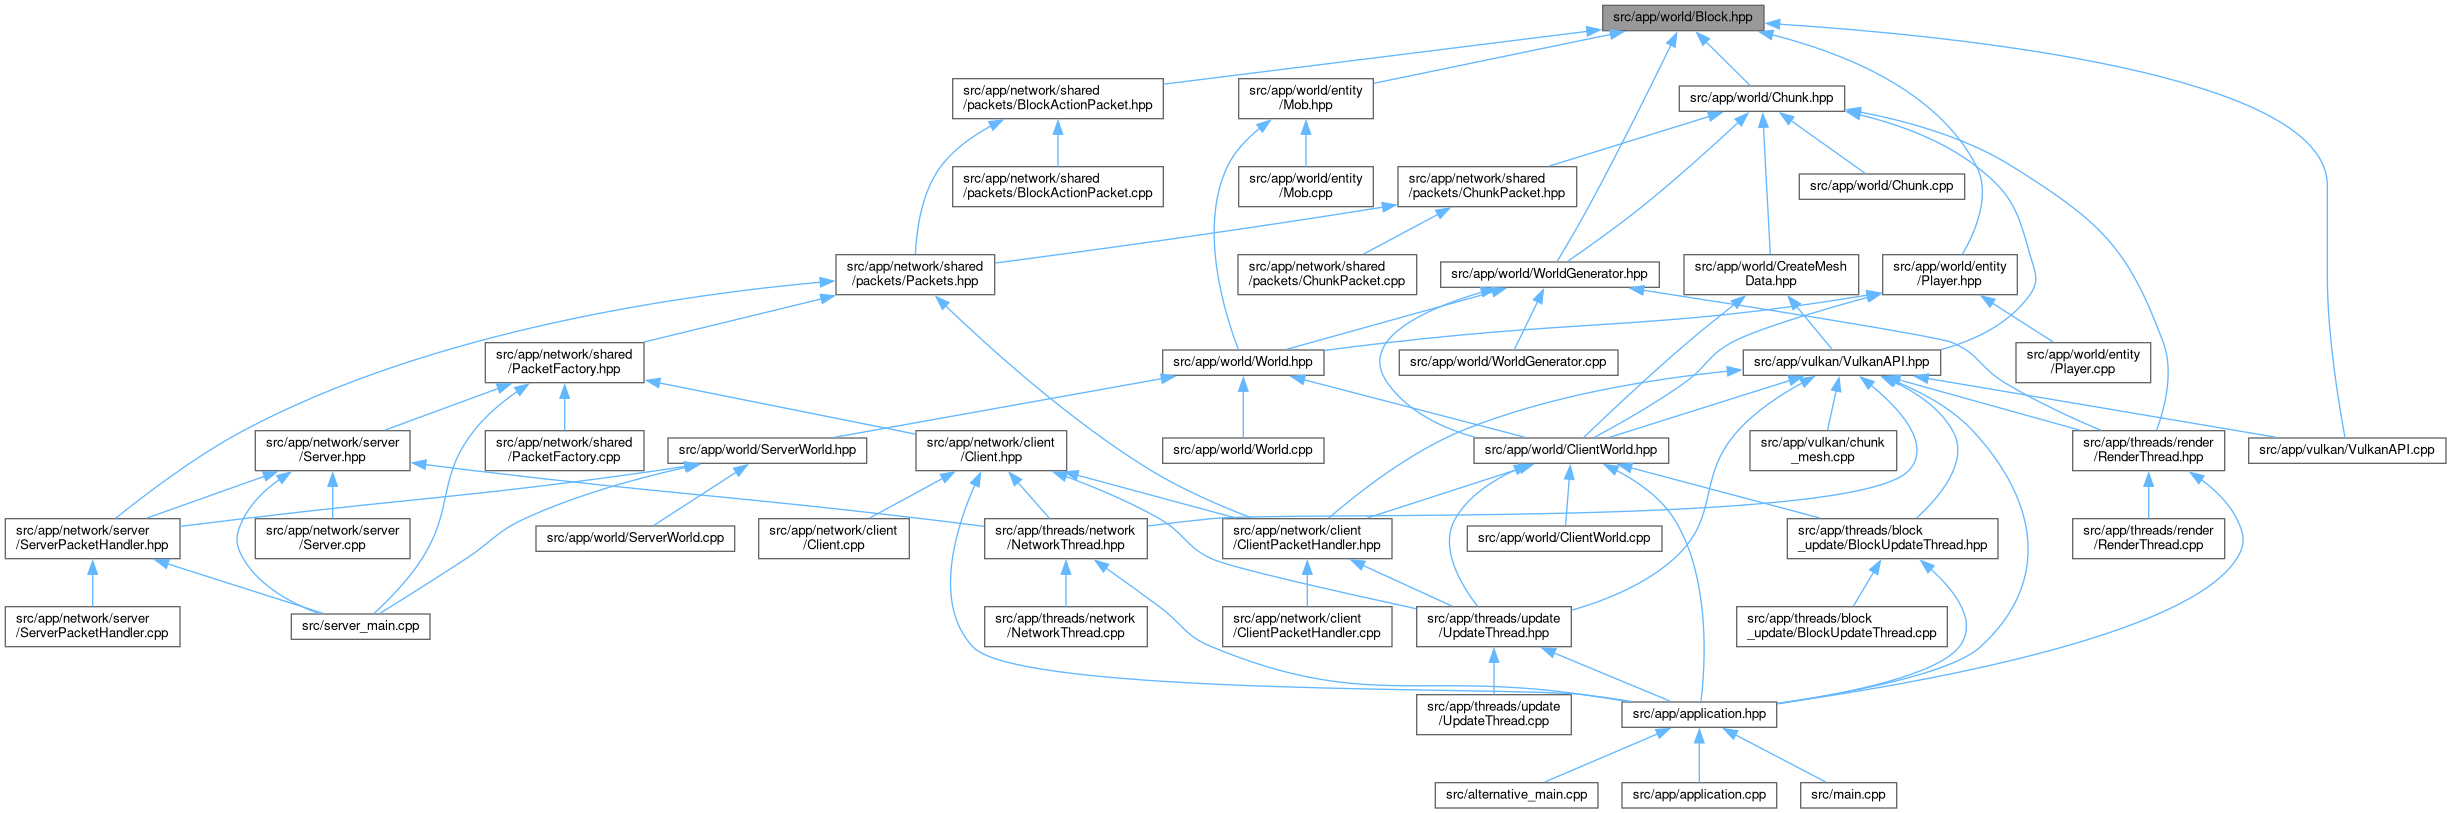 src/app/world/Block.hpp
src/app/network/shared
/packets/BlockActionPacket.hpp
src/app/world/entity
/Mob.hpp
src/app/world/Chunk.hpp
src/app/network/shared
/packets/BlockActionPacket.cpp
src/app/world/entity
/Mob.cpp
src/app/network/shared
/packets/ChunkPacket.hpp
src/app/world/Chunk.cpp
src/app/network/shared
/packets/Packets.hpp
src/app/network/shared
/packets/ChunkPacket.cpp
src/app/world/WorldGenerator.hpp
src/app/world/CreateMesh
Data.hpp
src/app/world/entity
/Player.hpp
src/app/network/shared
/PacketFactory.hpp
src/app/world/World.hpp
src/app/world/WorldGenerator.cpp
src/app/vulkan/VulkanAPI.hpp
src/app/world/entity
/Player.cpp
src/app/network/server
/Server.hpp
src/app/network/shared
/PacketFactory.cpp
src/app/world/ServerWorld.hpp
src/app/network/client
/Client.hpp
src/app/world/World.cpp
src/app/world/ClientWorld.hpp
src/app/vulkan/chunk
_mesh.cpp
src/app/threads/render
/RenderThread.hpp
src/app/vulkan/VulkanAPI.cpp
src/app/network/server
/ServerPacketHandler.hpp
src/app/network/server
/Server.cpp
src/app/world/ServerWorld.cpp
src/app/network/client
/Client.cpp
src/app/threads/network
/NetworkThread.hpp
src/app/network/client
/ClientPacketHandler.hpp
src/app/world/ClientWorld.cpp
src/app/threads/block
_update/BlockUpdateThread.hpp
src/app/threads/render
/RenderThread.cpp
src/app/network/server
/ServerPacketHandler.cpp
src/server_main.cpp
src/app/threads/network
/NetworkThread.cpp
src/app/network/client
/ClientPacketHandler.cpp
src/app/threads/update
/UpdateThread.hpp
src/app/threads/block
_update/BlockUpdateThread.cpp
src/app/threads/update
/UpdateThread.cpp
src/app/application.hpp
src/alternative_main.cpp
src/app/application.cpp
src/main.cpp